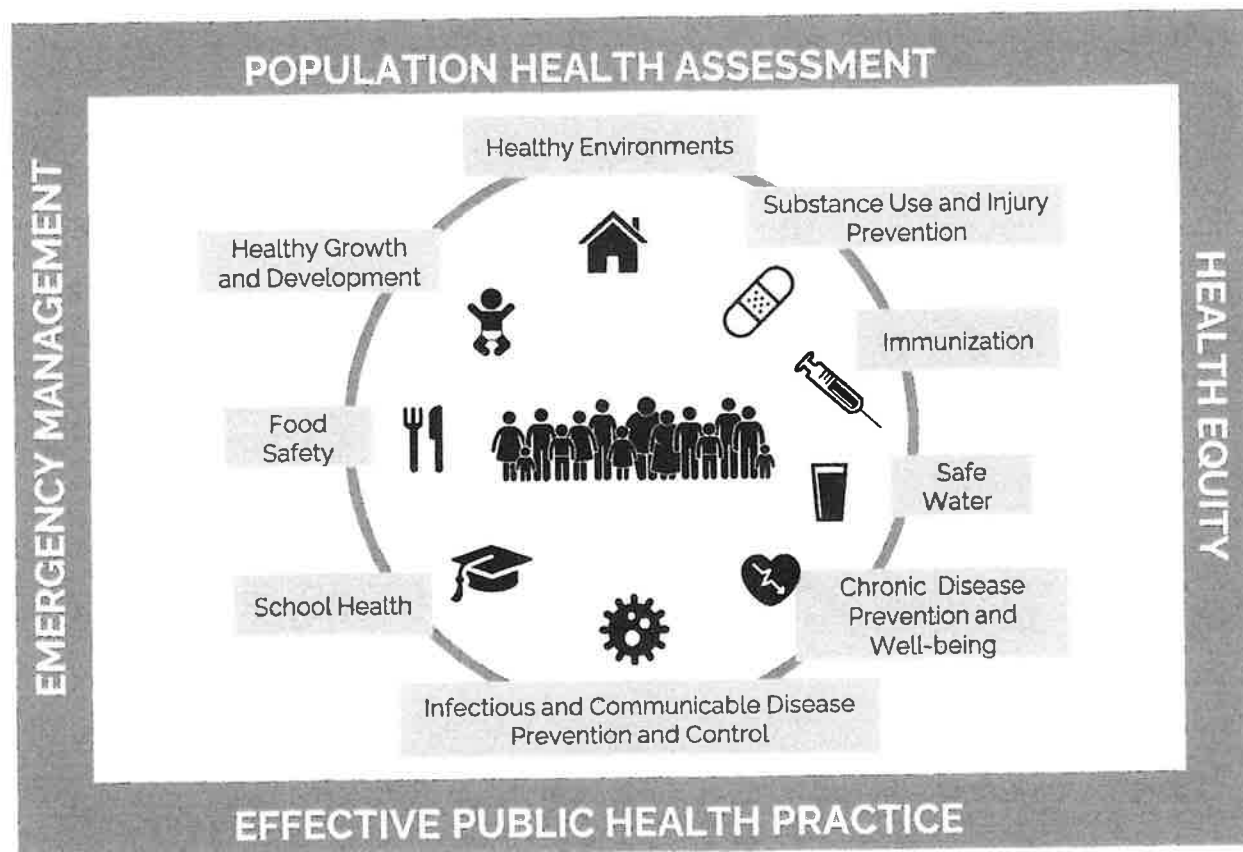 POPULATION HEALTH ASSESSMENT
Healthy Environments
Substance Use and Injury
Prevention
Healthy Growth
and Development
Immunization
Food
Safety
Safe
Water
School Health
Chronic Disease
Prevention and
Well-being
Infectious and Communicable Disease
Prevention and Control
EMERGENCY MANAGEMENT
HEALTH EQUITY
EFFECTIVE PUBLIC HEALTH PRACTICE